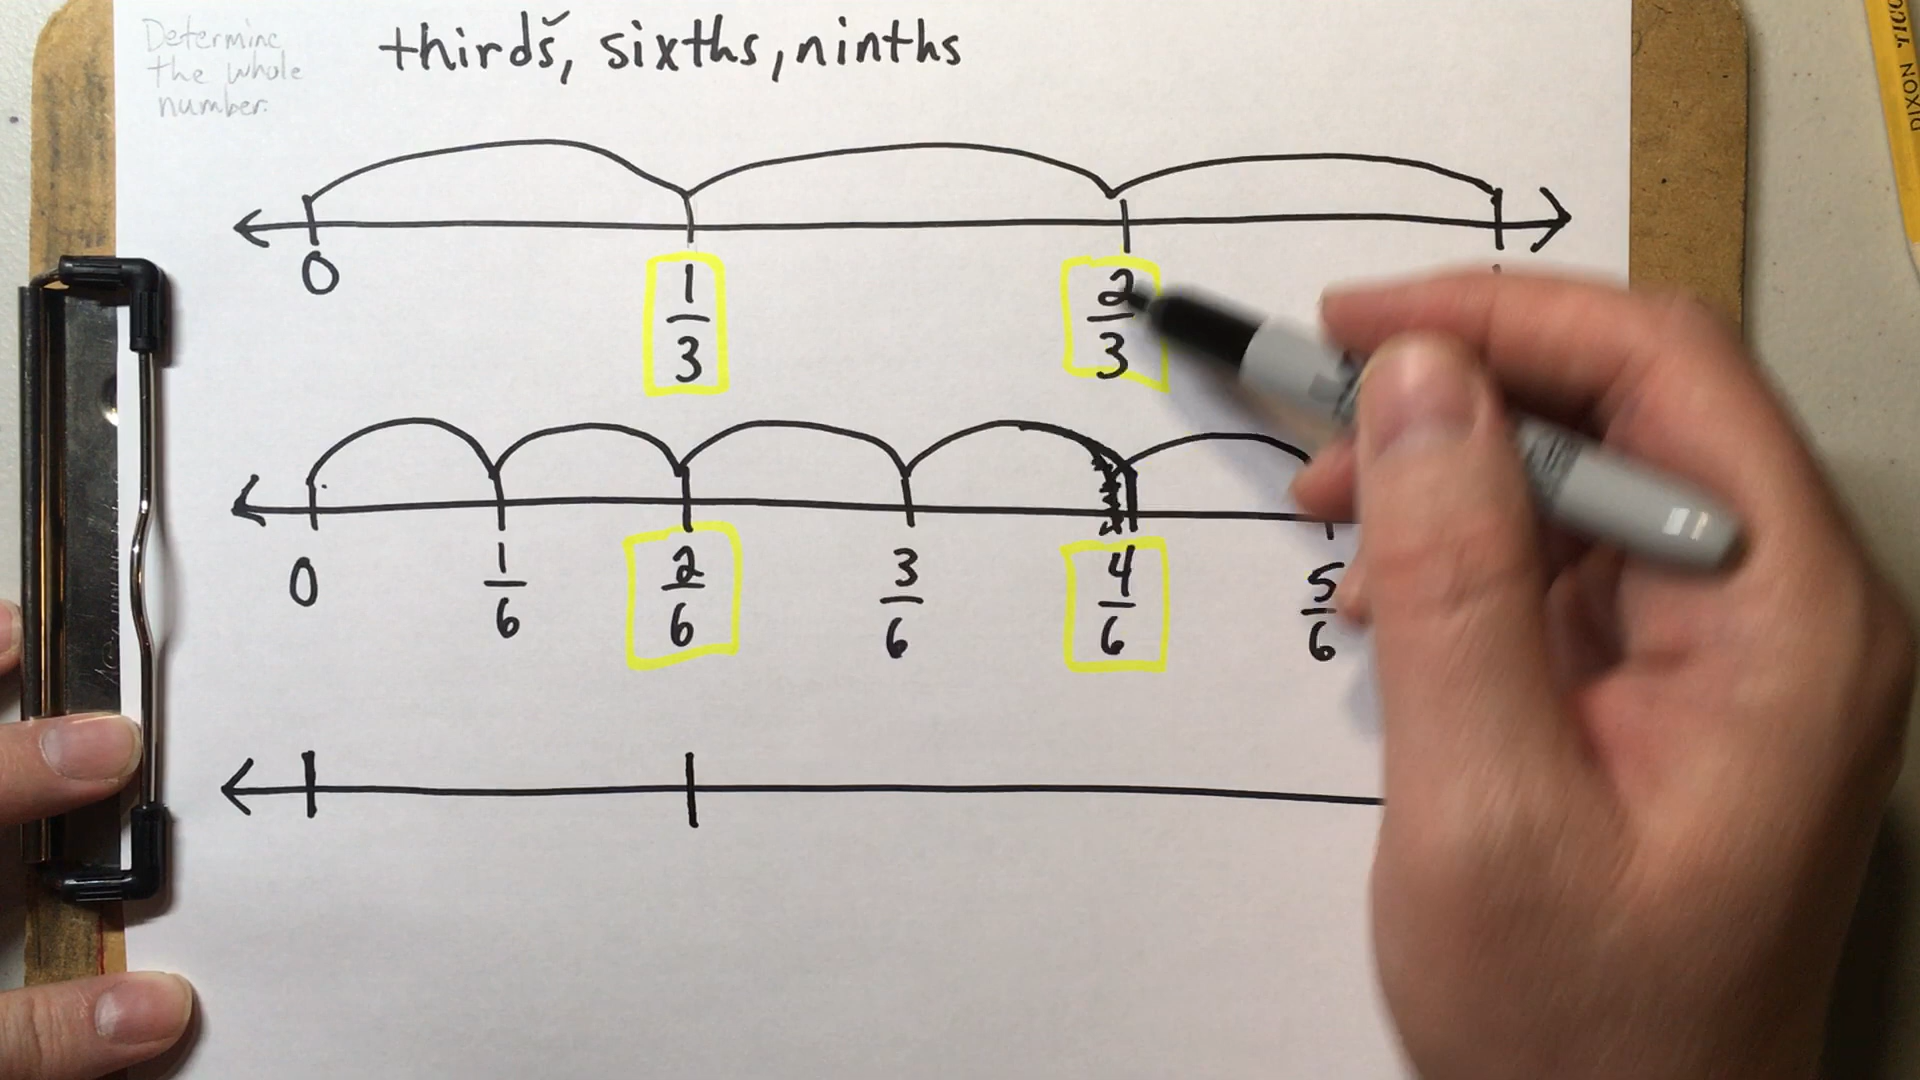 Determine
the whole
number.
thirds, sixths, ninths
0 1/3 2/3
0 1/6 2/6 3/6 4/6 5/6
DIXON